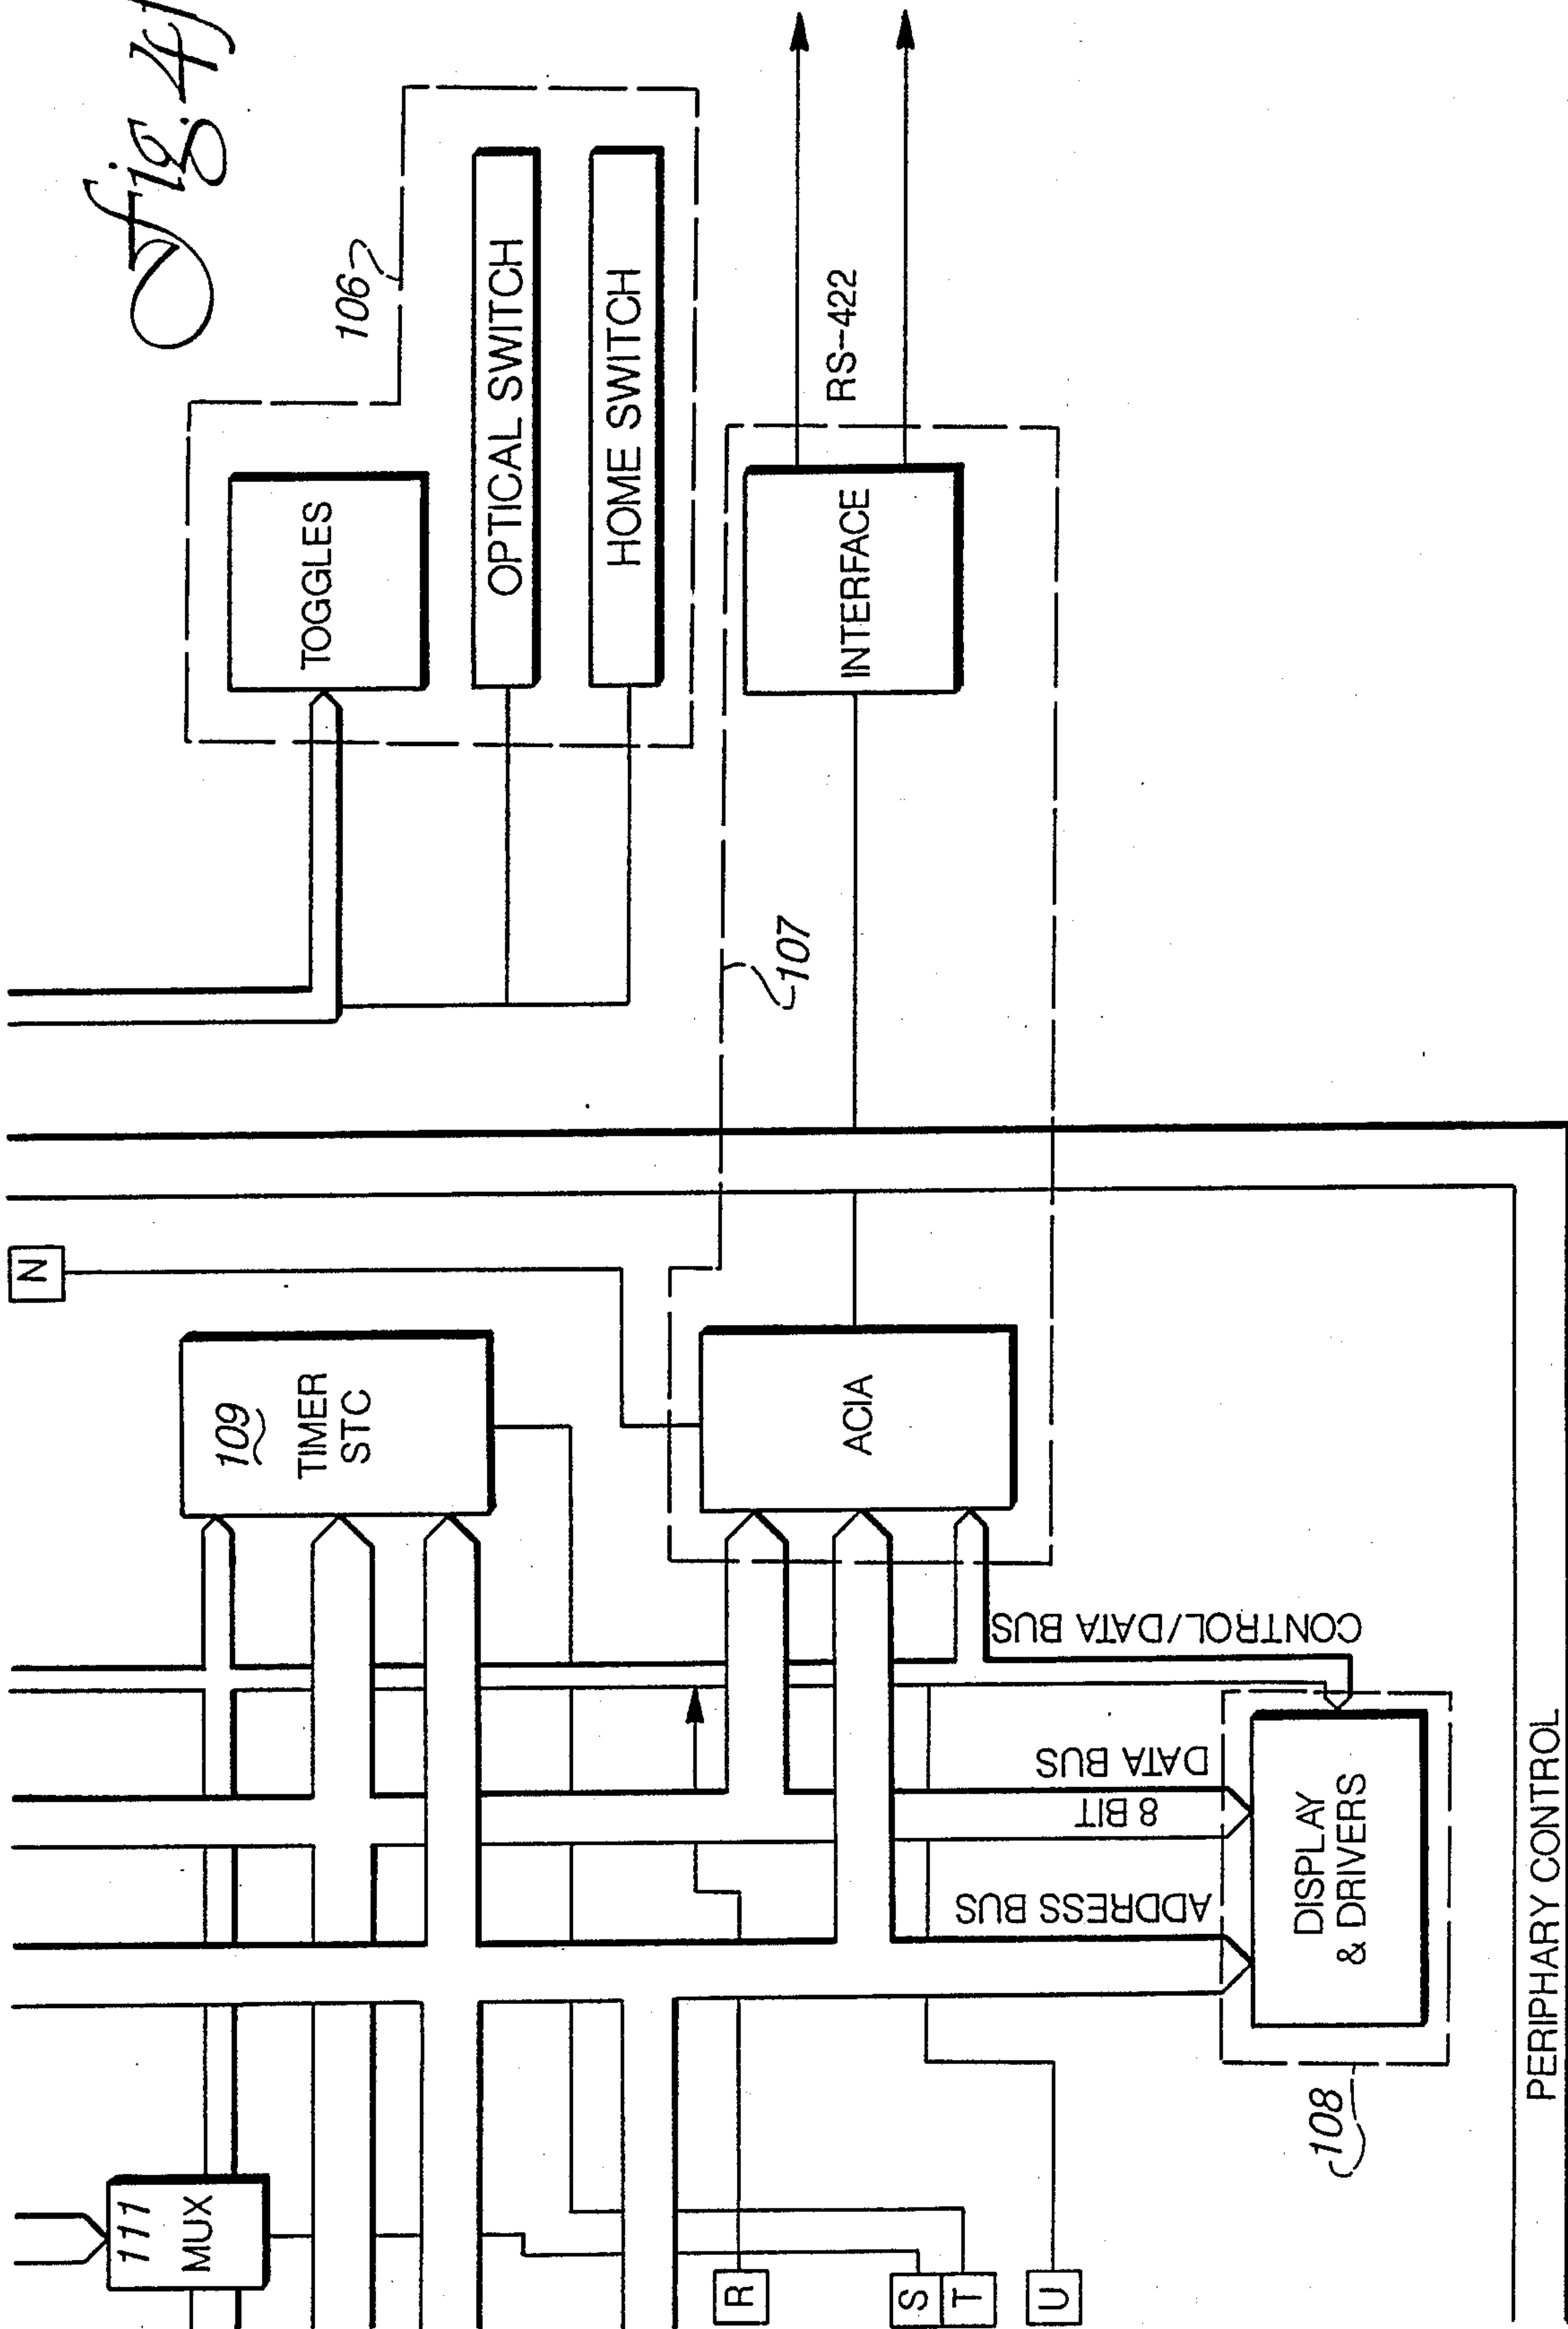 Fig. 4f
106
TOGGLES
OPTICAL SWITCH
HOME SWITCH
RS-422
INTERFACE
107
N
109
TIMER
STC
ACIA
CONTROL/DATA BUS
DATA BUS
8 BIT
ADDRESS BUS
DISPLAY
& DRIVERS
108
111
MUX
R
S
T
U
PERIPHARY CONTROL